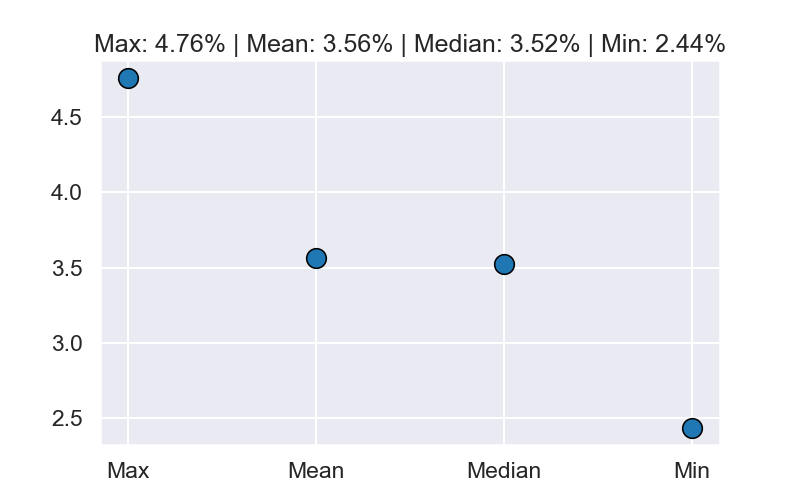 Max: 4.76% | Mean: 3.56% | Median: 3.52% | Min: 2.44%
4.5
4.0
3.5
3.0
2.5
Max Mean Median Min